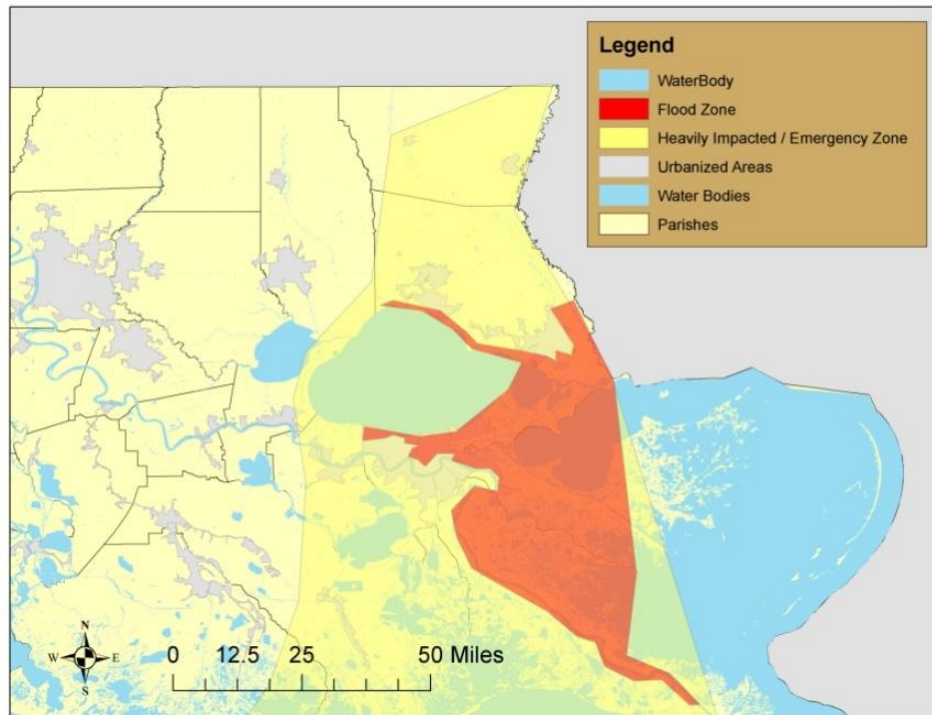 Legend
WaterBody
Flood Zone
Heavily Impacted / Emergency Zone
Urbanized Areas
Water Bodies
Parishes
N
W E
S
0 12.5 25 50 Miles